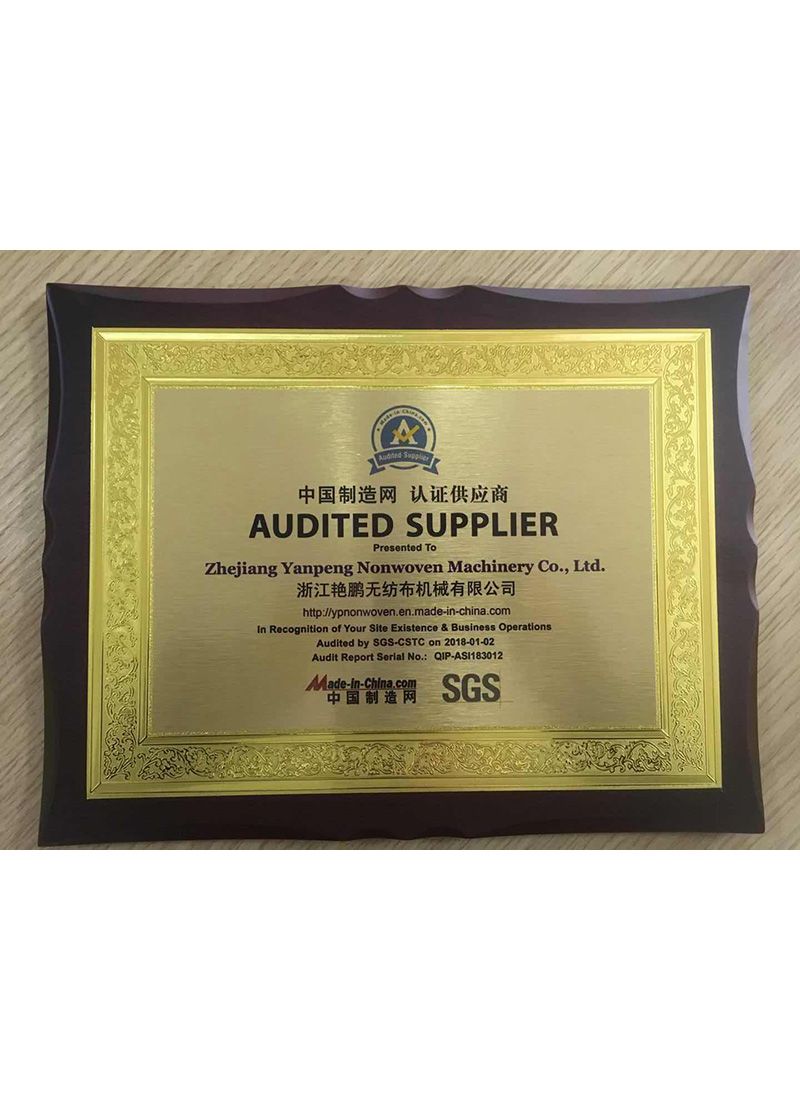 Made-in-China.com
Audited Supplier
中国制造网 认证供应商
AUDITED SUPPLIER
Presented To
Zhejiang Yanpeng Nonwoven Machinery Co., Ltd.
浙江艳鹏无纺布机械有限公司
http://ypnonwoven.en.made-in-china.com
In Recognition of Your Site Existence & Business Operations
Audited by SGS-CSTC on 2018-01-02
Audit Report Serial No.: QIP-ASI183012
Made-in-China.com
中国制造网
SGS